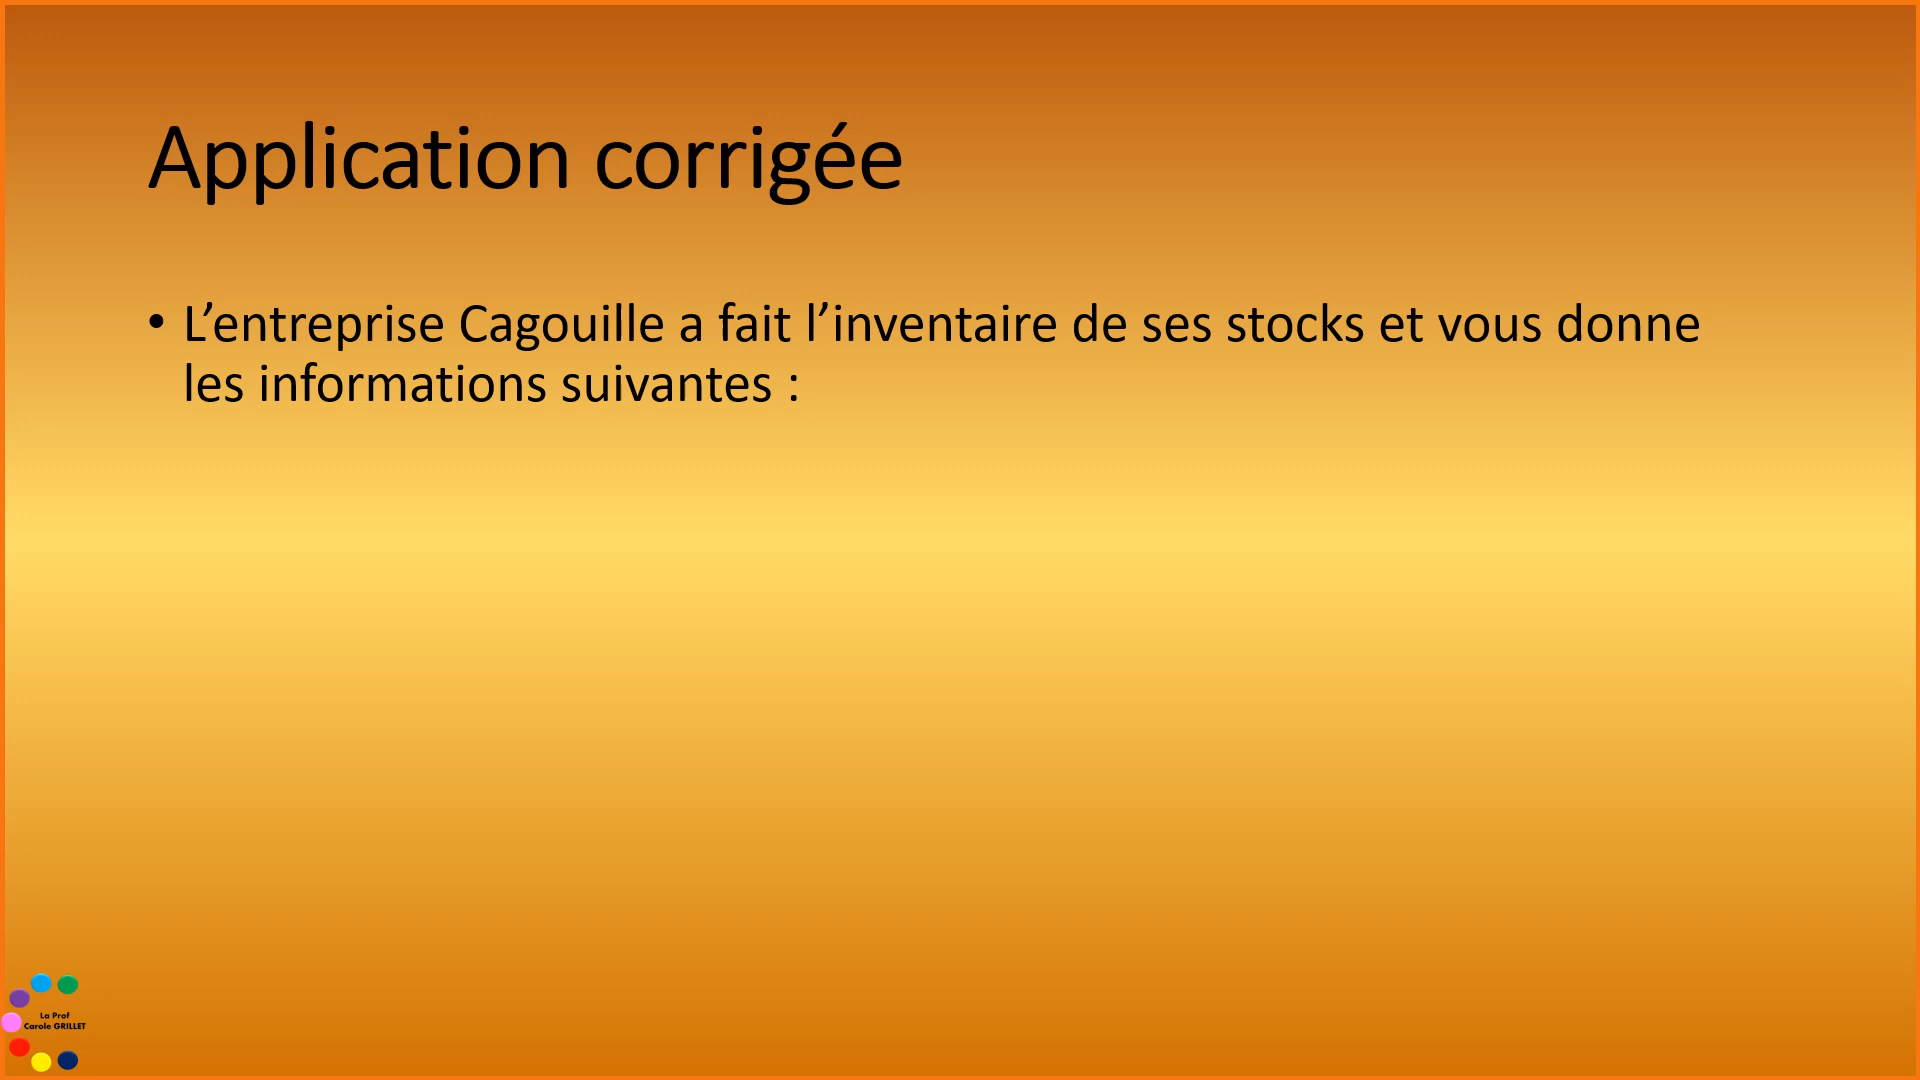 Application corrigée
• L’entreprise Cagouille a fait l’inventaire de ses stocks et vous donne
les informations suivantes :
La Prof
Carole GRILLET